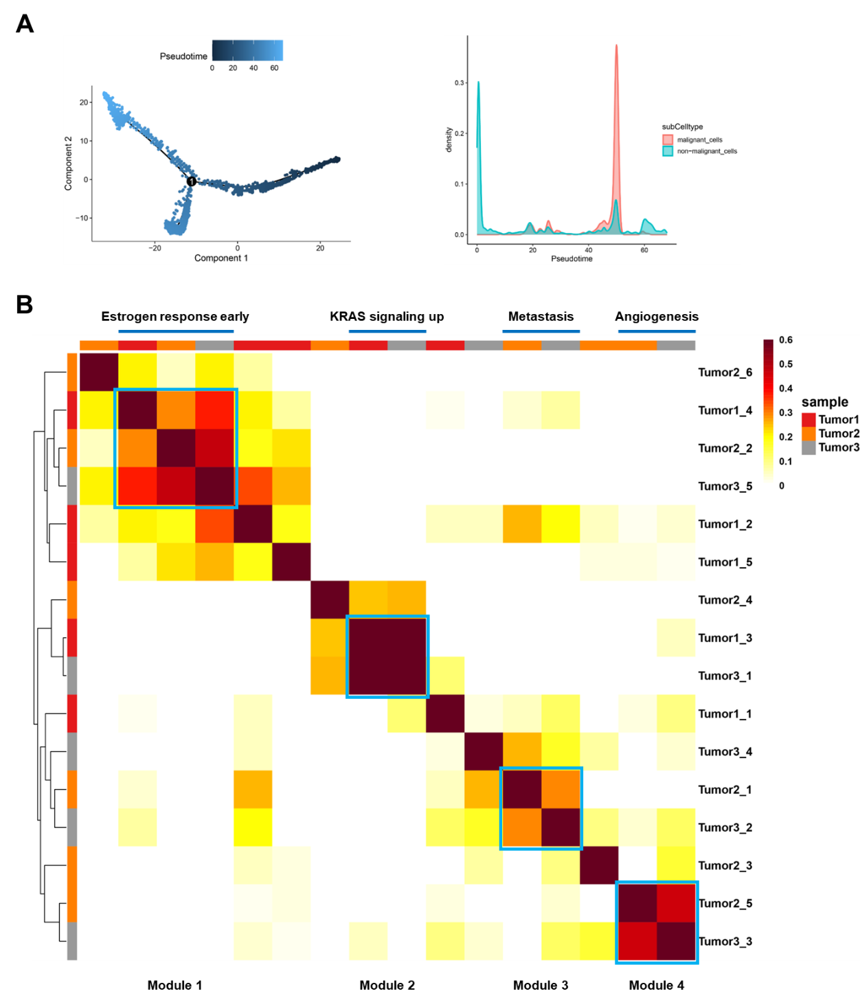 A
Pseudotime
0 20 40 60
20
10
0
−10
Component 2
−20 0 20
Component 1
0.3
0.2
0.1
0.0
density
0 20 40 60
Pseudotime
subCelltype
malignant_cells
non−malignant_cells
1
B
Estrogen response early
KRAS signaling up
Metastasis
Angiogenesis
Tumor2_6
Tumor1_4
Tumor2_2
Tumor3_5
Tumor1_2
Tumor1_5
Tumor2_4
Tumor1_3
Tumor3_1
Tumor1_1
Tumor3_4
Tumor2_1
Tumor3_2
Tumor2_3
Tumor2_5
Tumor3_3
0.6
0.5
0.4
0.3
0.2
0.1
0
sample
Tumor1
Tumor2
Tumor3
Module 1
Module 2
Module 3
Module 4